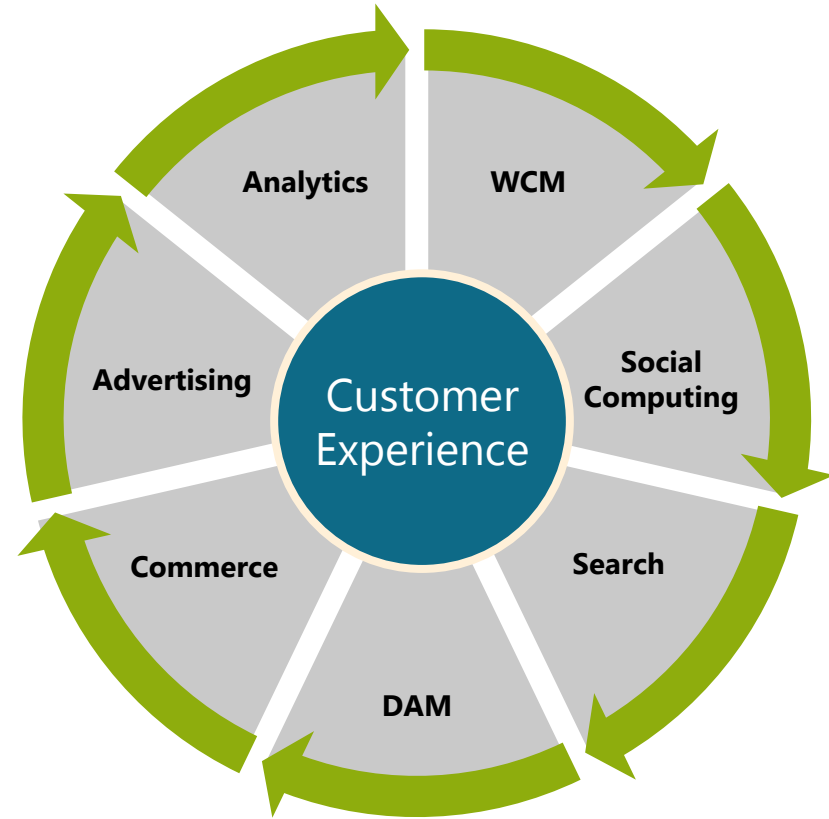 Analytics
WCM
Advertising
Social
Computing
Customer
Experience
Commerce
Search
DAM